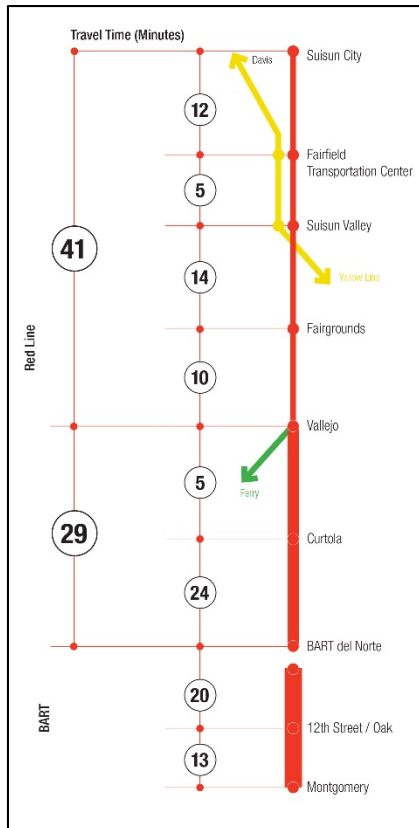 Travel Time (Minutes)
Suisun City
Davis
12
Fairfield
Transportation Center
5
Suisun Valley
41
14
Yellow Line
Fairgrounds
Red Line
10
Vallejo
5
Ferry
29
Curtola
24
BART del Norte
20
BART
12th Street / Oak
13
Montgomery